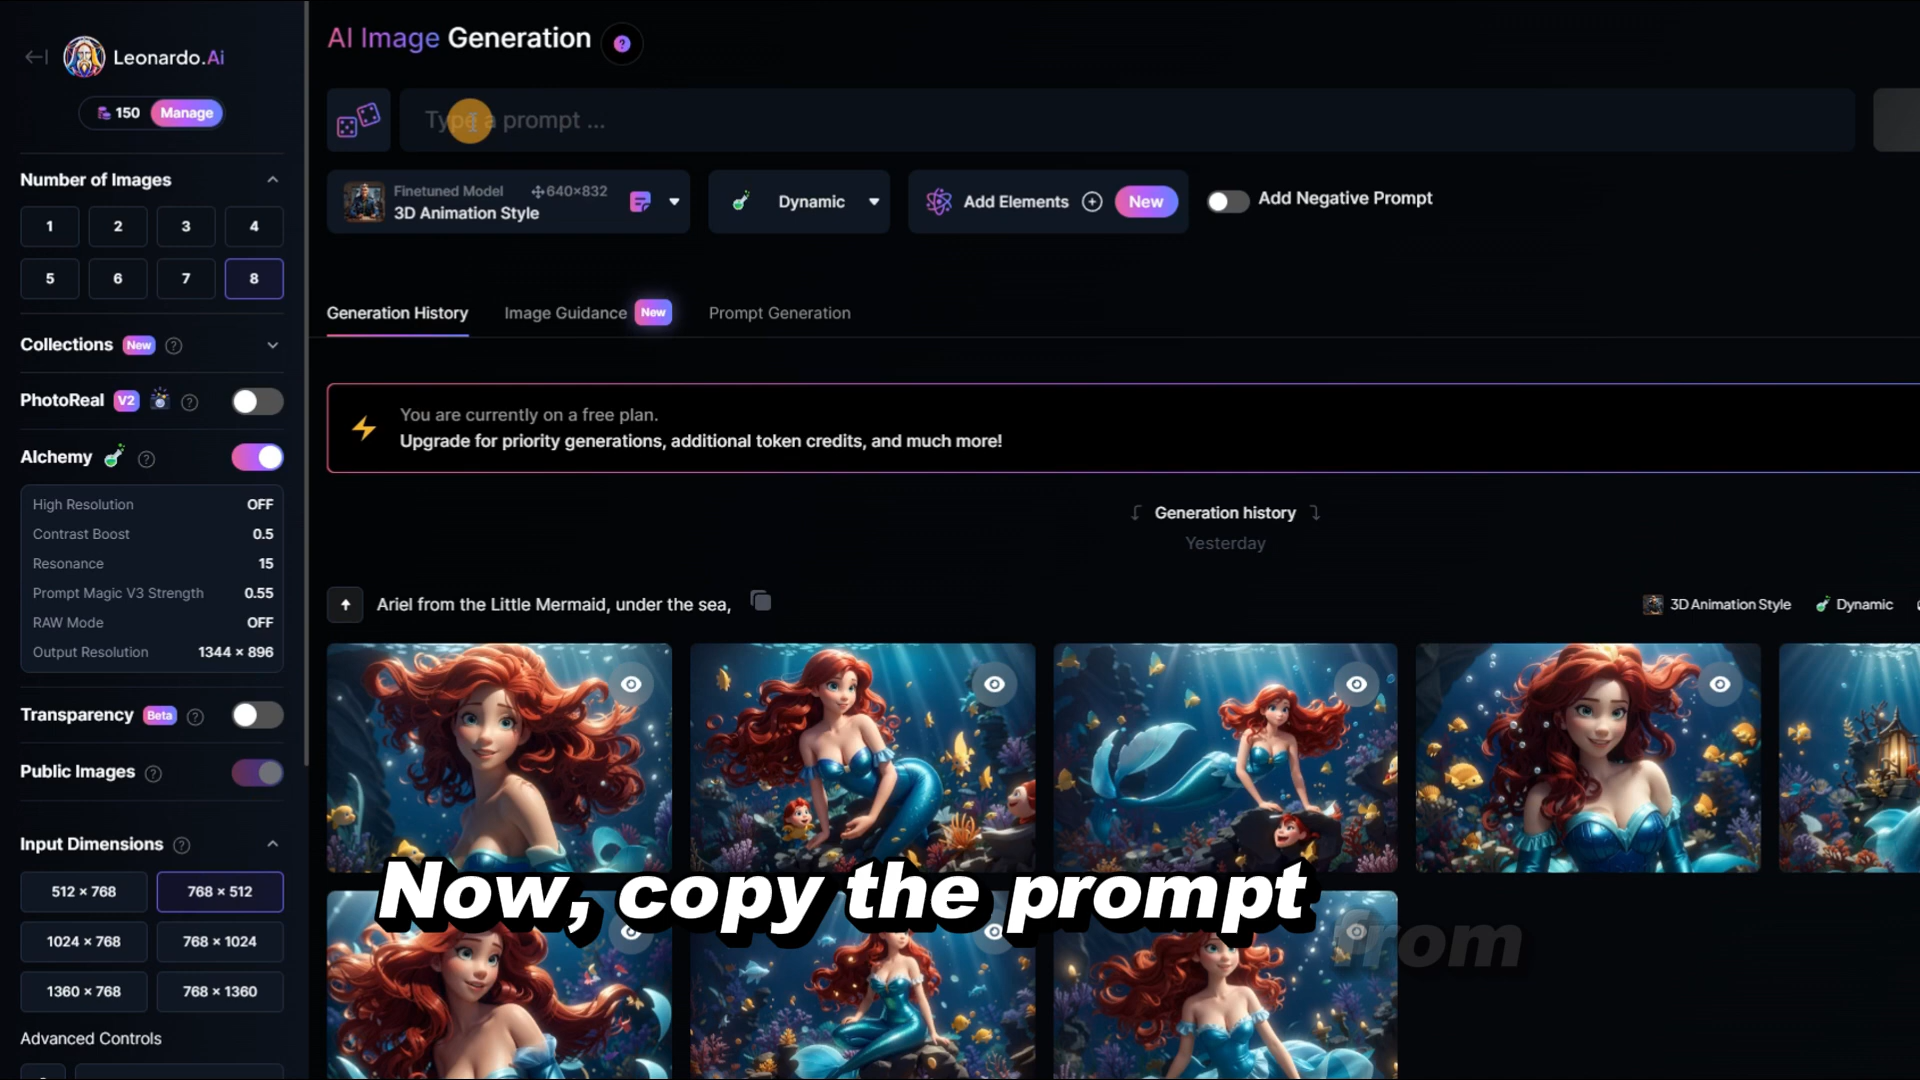 Leonardo.Ai
150 Manage
Number of Images
1 2 3 4
5 6 7 8
Collections New ?
PhotoReal V2 ?
Alchemy ?
High Resolution OFF
Contrast Boost 0.5
Resonance 15
Prompt Magic V3 Strength 0.55
RAW Mode OFF
Output Resolution 1344 × 896
Transparency Beta ?
Public Images ?
Input Dimensions ?
512 × 768 768 × 512
1024 × 768 768 × 1024
1360 × 768 768 × 1360
Advanced Controls
AI Image Generation ?
Type a prompt ...
Finetuned Model 640×832
3D Animation Style
Dynamic
Add Elements New
Add Negative Prompt
Generation History Image Guidance New Prompt Generation
You are currently on a free plan.
Upgrade for priority generations, additional token credits, and much more!
Generation history
Yesterday
Ariel from the Little Mermaid, under the sea,
3D Animation Style Dynamic
Now, copy the prompt from